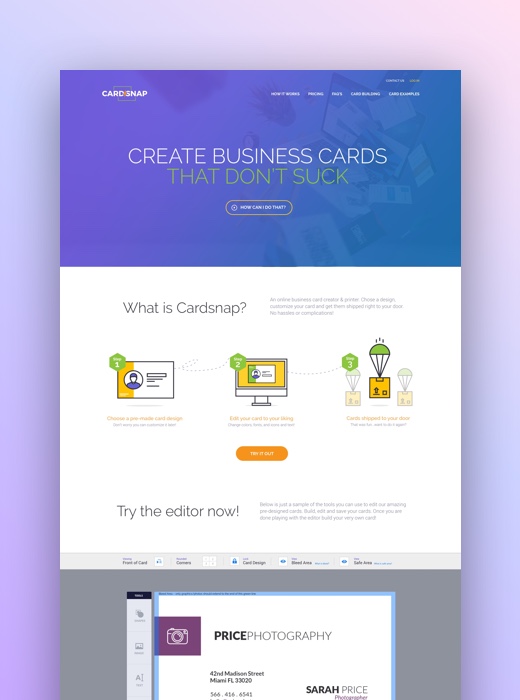 CONTACT US LOGIN
CARDSNAP
HOW IT WORKS PRICING FAQ'S CARD BUILDING CARD EXAMPLES
CREATE BUSINESS CARDS
THAT DON'T SUCK
HOW CAN I DO THAT?
What is Cardsnap?
An online business card creator & printer. Chose a design,
customize your card and get them shipped right to your door.
No hassles or complications!
Step
1
Step
2
Step
3
Choose a pre-made card design
Don't worry you can customize it later!
Edit your card to your liking
Change colors, fonts, and icons and text!
Cards shipped to your door
That was fun.. want to do it again?
TRY IT OUT
Try the editor now!
Below is just a sample of the tools you can use to edit our amazing
pre-designed cards. Build, edit and save your cards. Once you are
done playing with the editor build your very own card!
Front of Card
Rounded
Corners
Card Design
Bleed Area
Safe Area
TOOLS
IMAGE
TEXT
PRICEPHOTOGRAPHY
42nd Madison Street
Miami FL 33020
566 . 416 . 6541
SARAH PRICE
Photographer